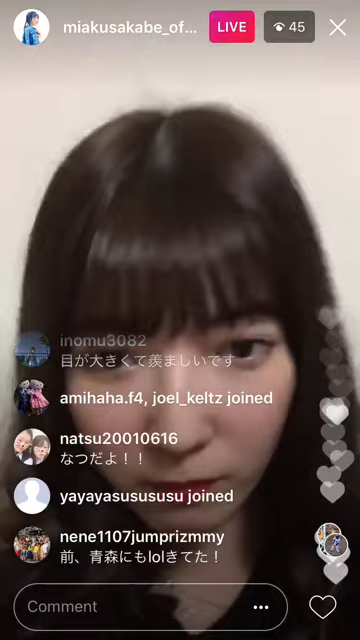 miakusakabe_of...
LIVE
45
inomu3082
目が大きくて羨ましいです
amihaha.f4, joel_keltz joined
natsu20010616
なつだよ！！
yayayasusususu joined
nene1107jumprizmmy
前、青森にもlolきてた！
Comment